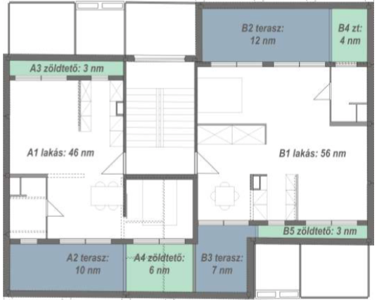 B2 terasz:
12 nm
B4 zt:
4 nm
A3 zöldtető: 3 nm
A1 lakás: 46 nm
B1 lakás: 56 nm
B5 zöldtető: 3 nm
A2 terasz:
10 nm
A4 zöldtető:
6 nm
B3 terasz:
7 nm